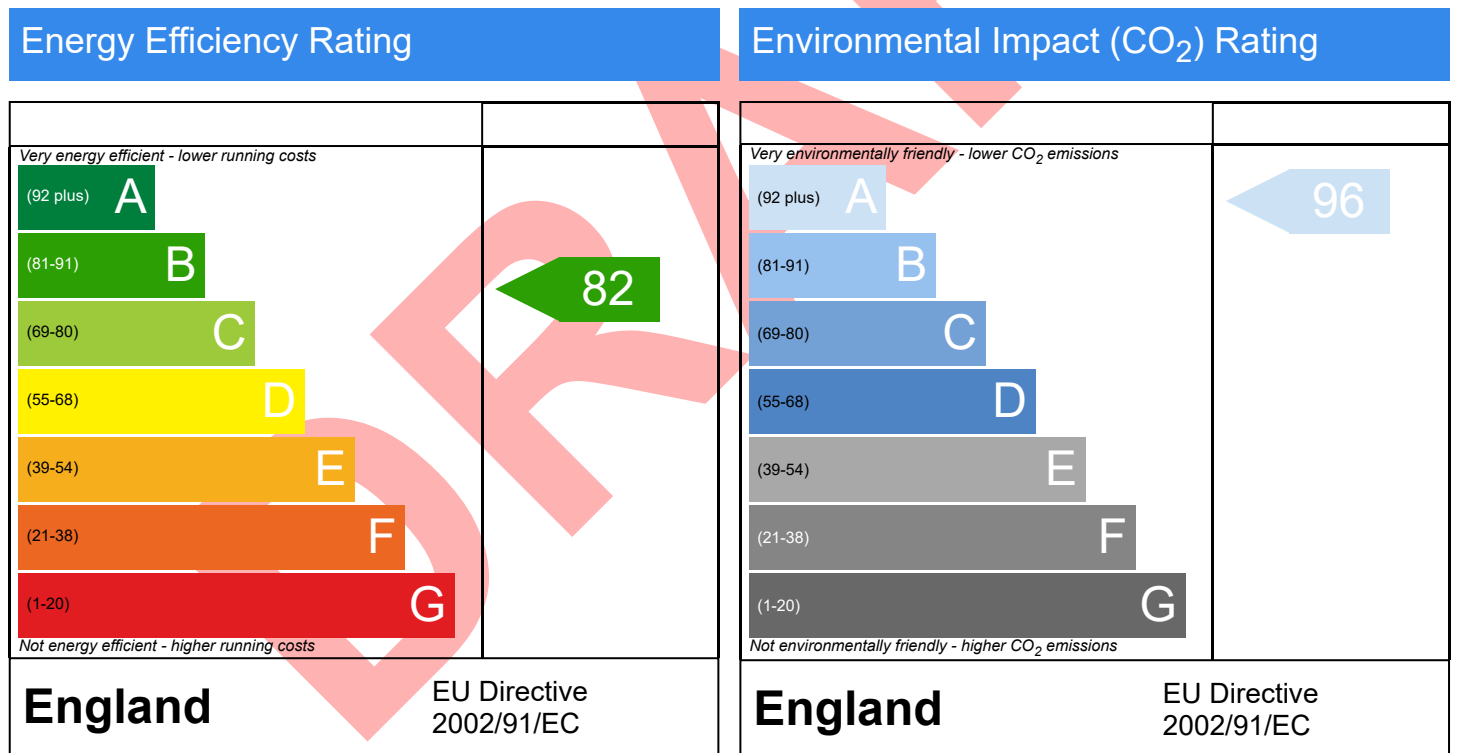 Energy Efficiency Rating
Very energy efficient - lower running costs
(92 plus) A
(81-91) B
(69-80) C
(55-68) D
(39-54) E
(21-38) F
(1-20) G
Not energy efficient - higher running costs
82
England
EU Directive
2002/91/EC
Environmental Impact (CO₂) Rating
Very environmentally friendly - lower CO₂ emissions
(92 plus) A
(81-91) B
(69-80) C
(55-68) D
(39-54) E
(21-38) F
(1-20) G
Not environmentally friendly - higher CO₂ emissions
96
England
EU Directive
2002/91/EC